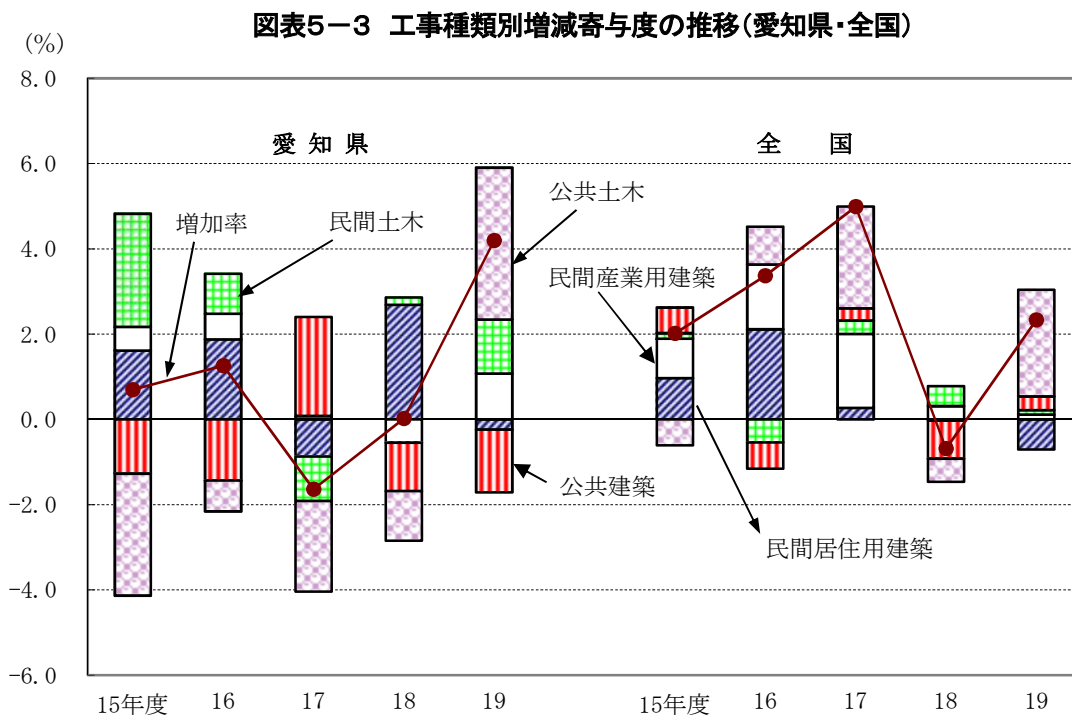 図表5－3 工事種類別増減寄与度の推移(愛知県・全国)
(%)
8.0
6.0
4.0
2.0
0.0
-2.0
-4.0
-6.0
愛知県
全国
増加率
民間土木
公共土木
民間産業用建築
公共建築
民間居住用建築
15年度 16 17 18 19 15年度 16 17 18 19